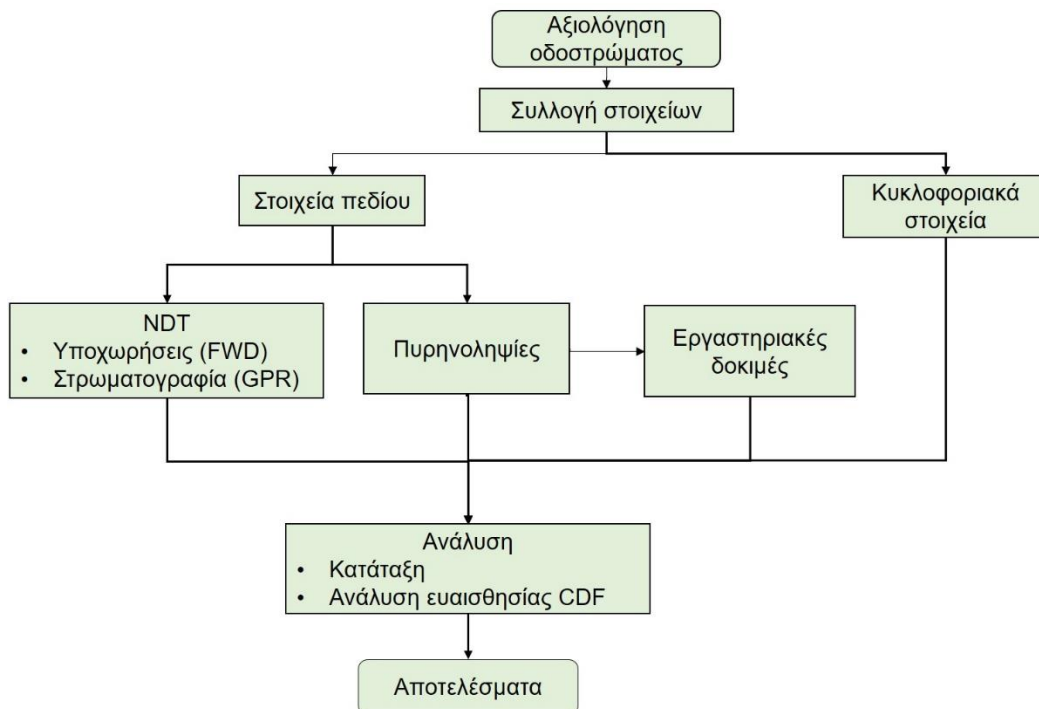 Αξιολόγηση
οδοστρώματος
Συλλογή στοιχείων
Στοιχεία πεδίου
Κυκλοφοριακά
στοιχεία
NDT
• Υποχωρήσεις (FWD)
• Στρωματογραφία (GPR)
Πυρηνοληψίες
Εργαστηριακές
δοκιμές
Ανάλυση
• Κατάταξη
• Ανάλυση ευαισθησίας CDF
Αποτελέσματα